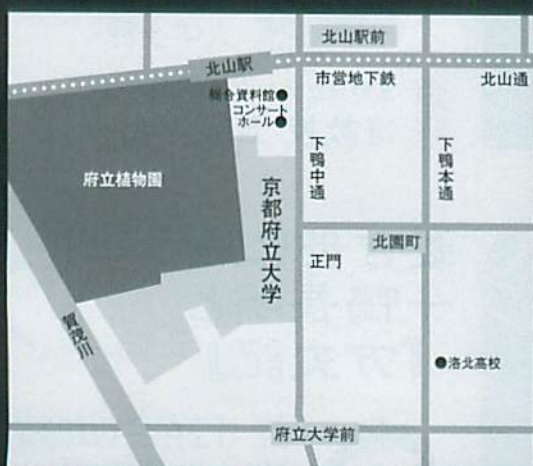 北山駅前
北山駅
市営地下鉄
北山通
総合資料館
コンサート
ホール
下鴨中通
下鴨本通
府立植物園
京都府立大学
北園町
正門
賀茂川
洛北高校
府立大学前